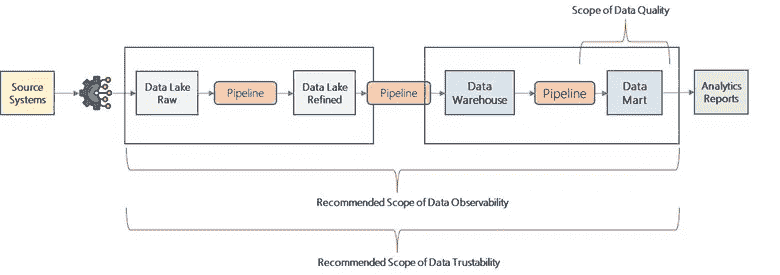 Scope of Data Quality
Source
Systems
Data Lake
Raw
Pipeline
Data Lake
Refined
Pipeline
Data
Warehouse
Pipeline
Data
Mart
Analytics
Reports
Recommended Scope of Data Observability
Recommended Scope of Data Trustability